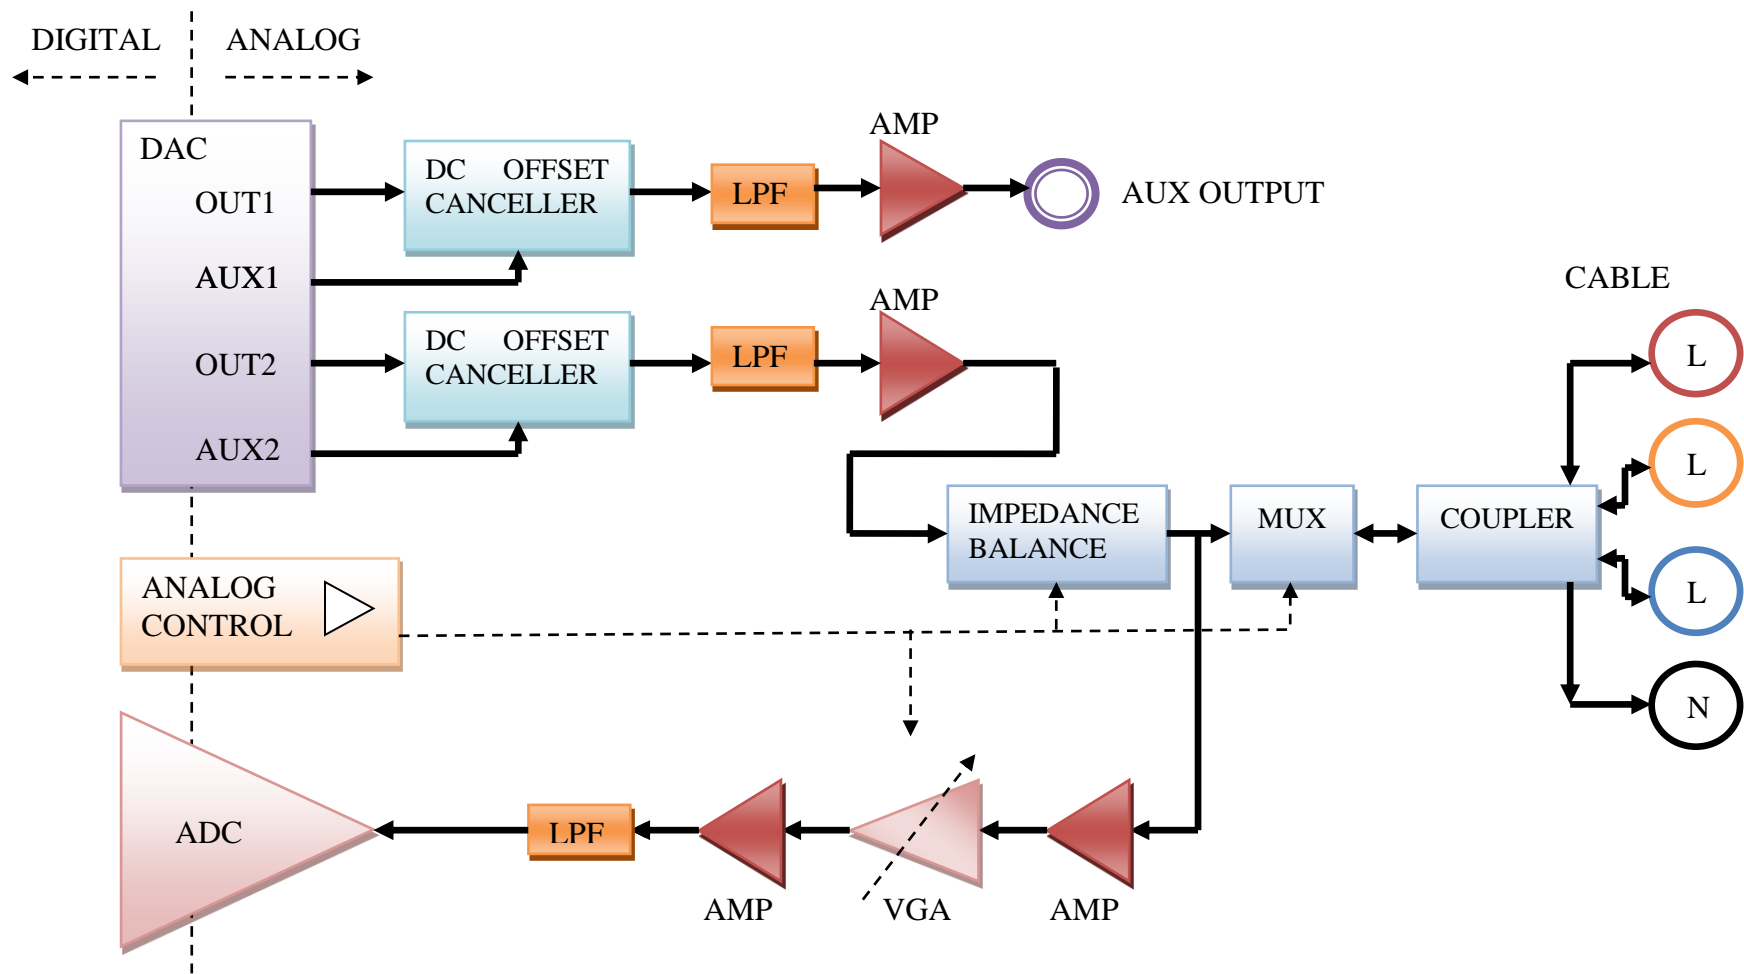 DIGITAL
ANALOG
DAC
OUT1
AUX1
OUT2
AUX2
DC OFFSET
CANCELLER
LPF
AMP
AUX OUTPUT
DC OFFSET
CANCELLER
LPF
AMP
CABLE
L
L
L
N
IMPEDANCE
BALANCE
MUX
COUPLER
ANALOG
CONTROL
ADC
LPF
AMP
VGA
AMP